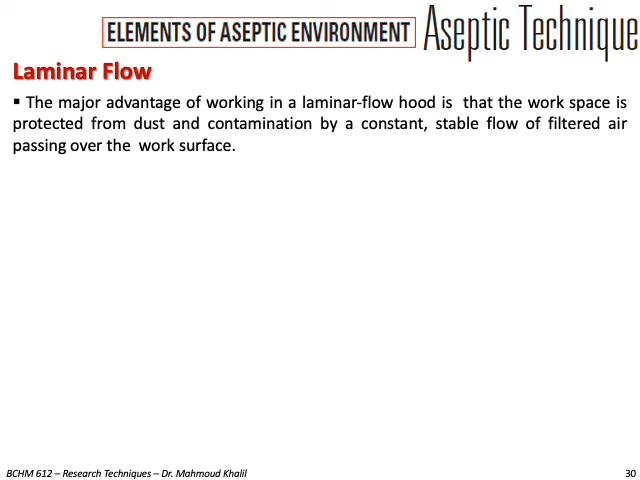 ELEMENTS OF ASEPTIC ENVIRONMENT
Aseptic Technique
Laminar Flow
▪ The major advantage of working in a laminar-flow hood is that the work space is
protected from dust and contamination by a constant, stable flow of filtered air
passing over the work surface.
BCHM 612 – Research Techniques – Dr. Mahmoud Khalil
30